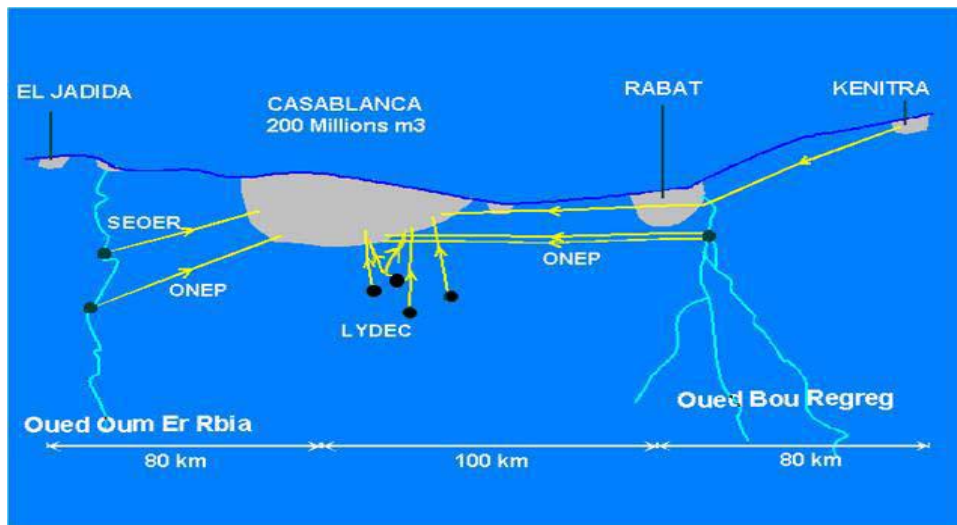 EL JADIDA
CASABLANCA
200 Millions m3
RABAT
KENITRA
SEOER
ONEP
ONEP
LYDEC
Oued Oum Er Rbia
Oued Bou Regreg
80 km
100 km
80 km